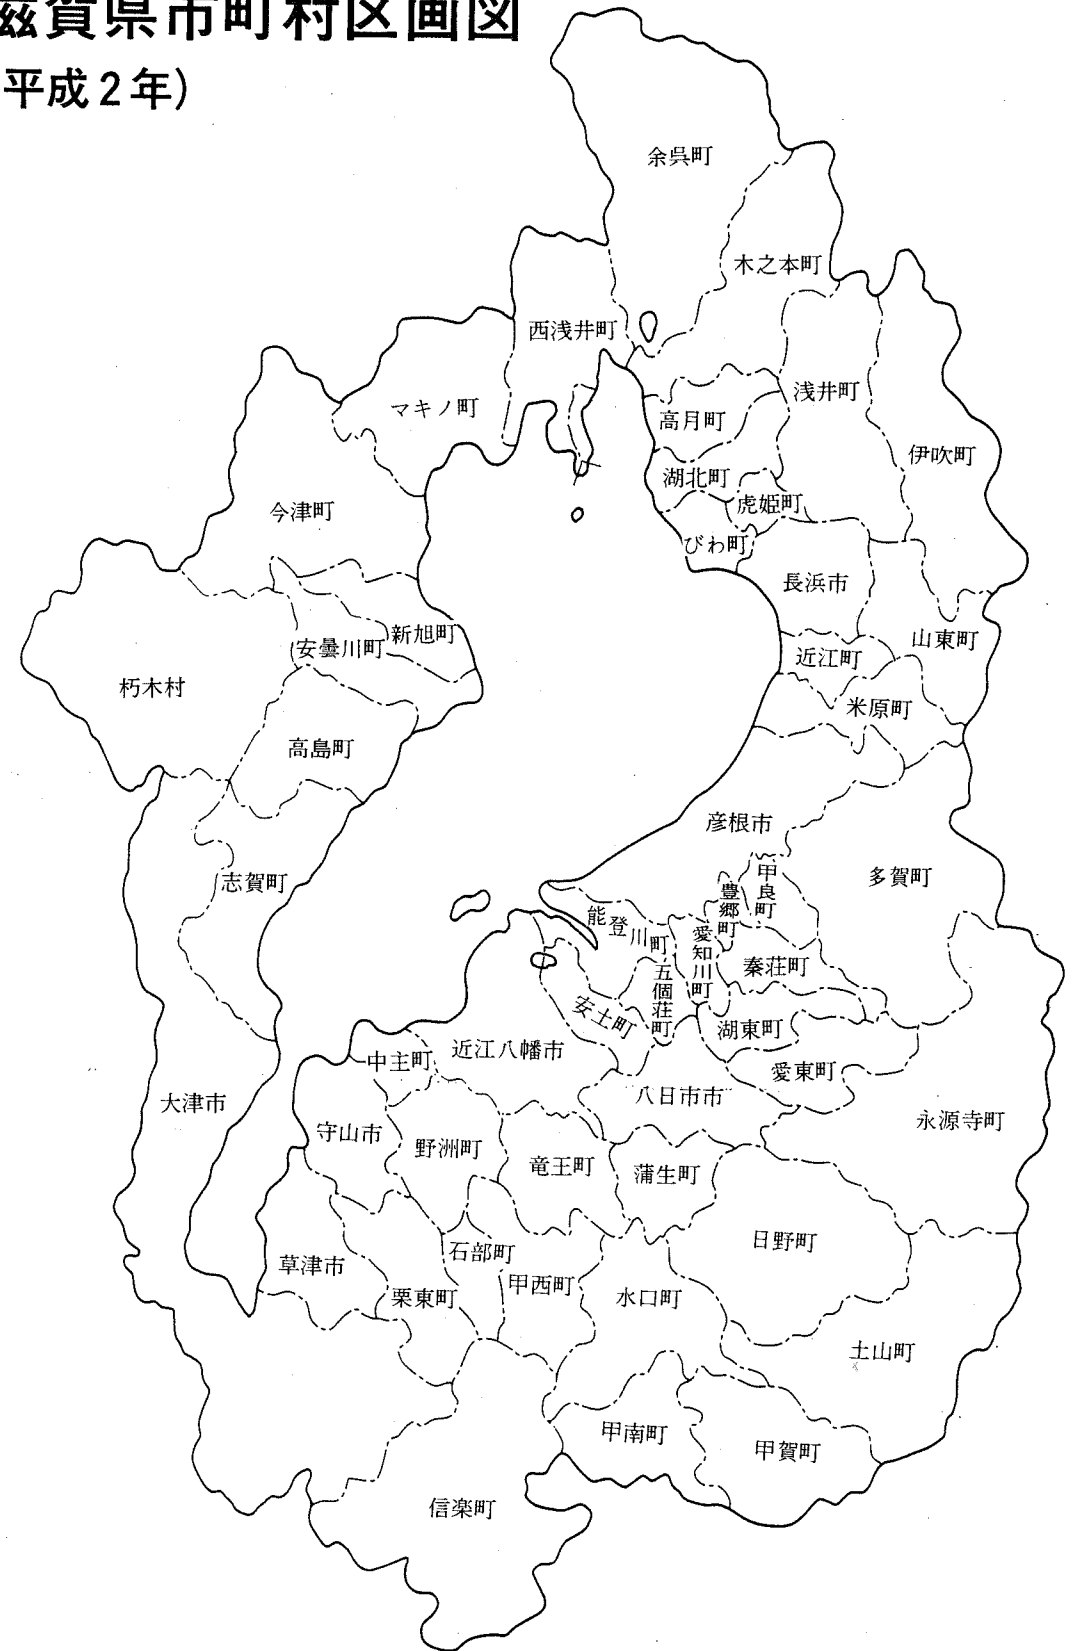 滋賀県市町村区画図
平成2年)
余呉町
木之本町
西浅井町
浅井町
マキノ町
高月町
伊吹町
湖北町
虎姫町
今津町
びわ町
長浜市
新旭町
山東町
安曇川町
近江町
朽木村
米原町
高島町
彦根市
多賀町
甲良町
志賀町
豊郷町
能登川町
愛知川町
秦荘町
五個荘町
安土町
湖東町
近江八幡市
中主町
愛東町
八日市市
大津市
永源寺町
守山市
野洲町
竜王町
蒲生町
日野町
石部町
草津市
甲西町
栗東町
水口町
土山町
甲南町
甲賀町
信楽町